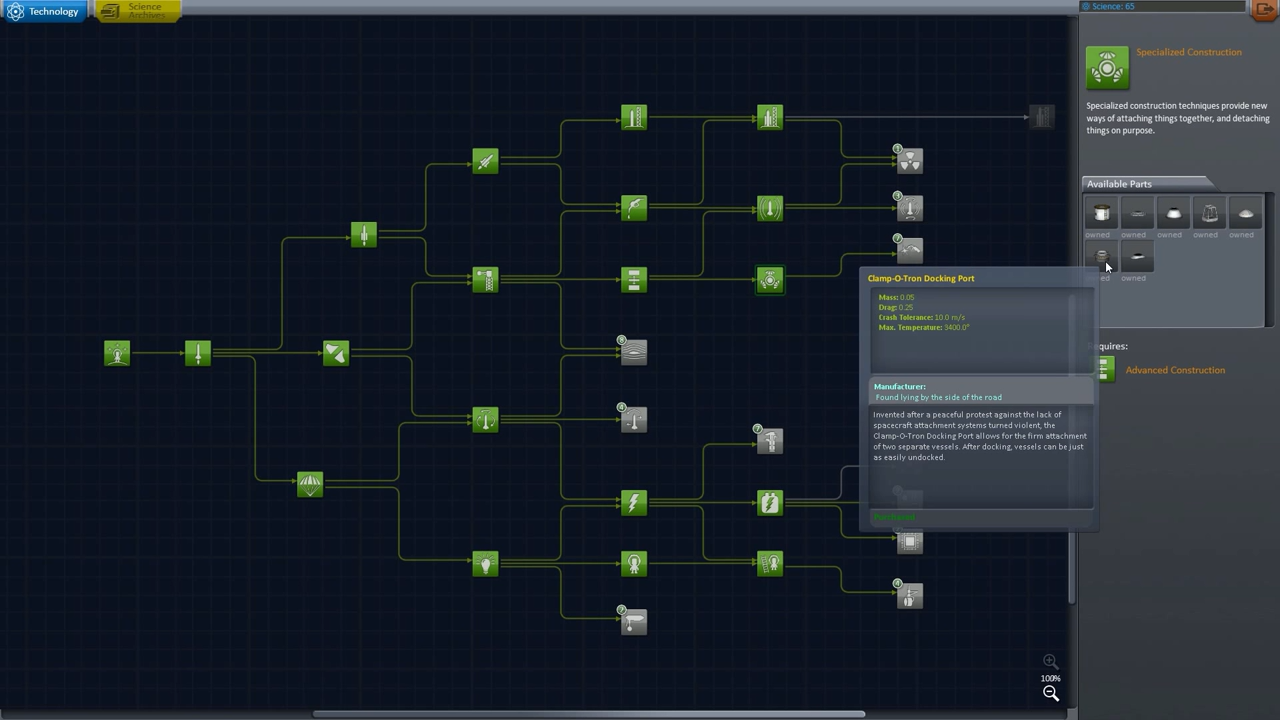 Technology
Science
Archives
Science: 65
Specialized Construction
Specialized construction techniques provide new
ways of attaching things together, and detaching
things on purpose.
Available Parts
owned owned owned owned owned
owned
Clamp-O-Tron Docking Port
Mass: 0.05
Drag: 0.25
Crash Tolerance: 10.0 m/s
Max. Temperature: 3400.0°
Requires:
Advanced Construction
Manufacturer:
Found lying by the side of the road
Invented after a peaceful protest against the lack of
spacecraft attachment systems turned violent, the
Clamp-O-Tron Docking Port allows for the firm attachment
of two separate vessels. After docking, vessels can be just
as easily undocked.
Purchased
100%